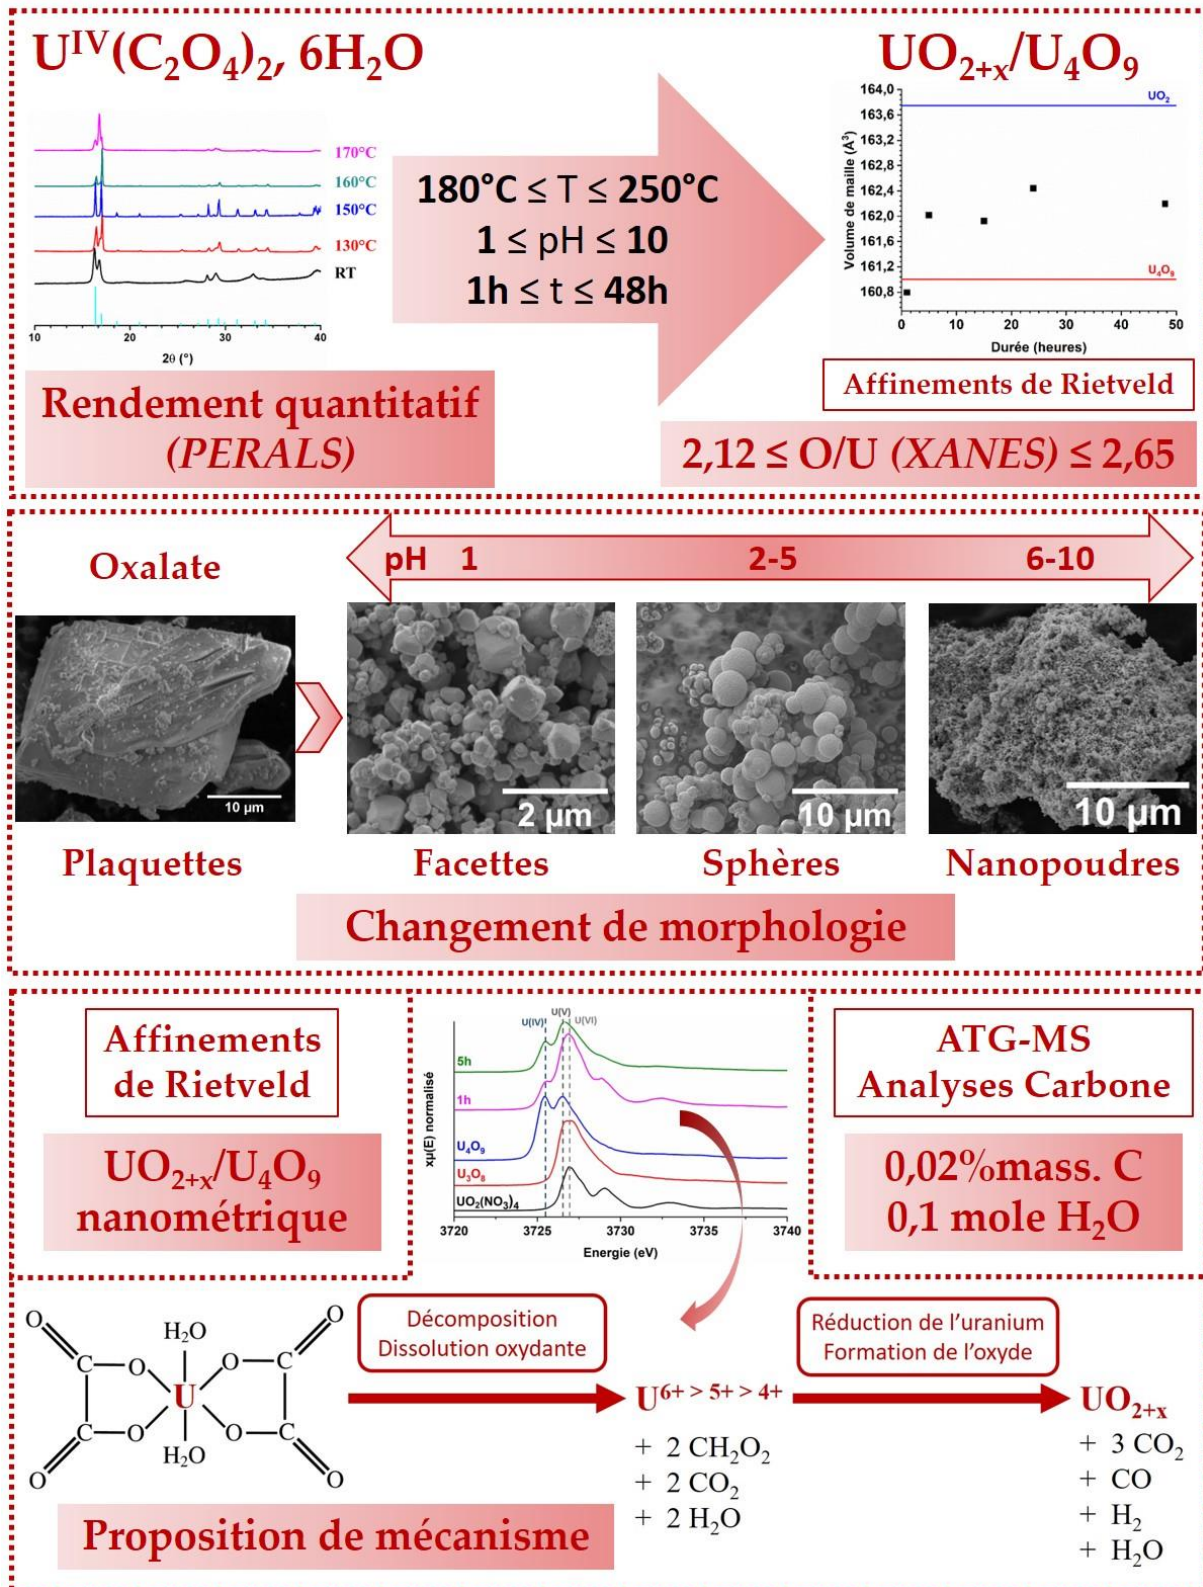 U^IV(C₂O₄)₂, 6H₂O
170°C
160°C
150°C
130°C
RT
10 20 30 40
2θ (°)
180°C ≤ T ≤ 250°C
1 ≤ pH ≤ 10
1h ≤ t ≤ 48h
UO₂₊ₓ/U₄O₉
Volume de maille (Å³)
164,0
163,6
163,2
162,8
162,4
162,0
161,6
161,2
160,8
UO₂
U₄O₉
0 10 20 30 40 50
Durée (heures)
Affinements de Rietveld
Rendement quantitatif
(PERALS)
2,12 ≤ O/U (XANES) ≤ 2,65
Oxalate
pH 1 2-5 6-10
10 µm
2 µm
10 µm
10 µm
Plaquettes
Facettes
Sphères
Nanopoudres
Changement de morphologie
Affinements
de Rietveld
UO₂₊ₓ/U₄O₉
nanométrique
xµ(E) normalisé
U(IV)
U(V)
U(VI)
5h
1h
U₄O₉
U₃O₈
UO₂(NO₃)₄
3720 3725 3730 3735 3740
Energie (eV)
ATG-MS
Analyses Carbone
0,02%mass. C
0,1 mole H₂O
O
O
H₂O
C
O
O
C
U
C
O
O
C
H₂O
O
O
Décomposition
Dissolution oxydante
U⁶⁺ > ⁵⁺ > ⁴⁺
+ 2 CH₂O₂
+ 2 CO₂
+ 2 H₂O
Réduction de l'uranium
Formation de l'oxyde
UO₂₊ₓ
+ 3 CO₂
+ CO
+ H₂
+ H₂O
Proposition de mécanisme